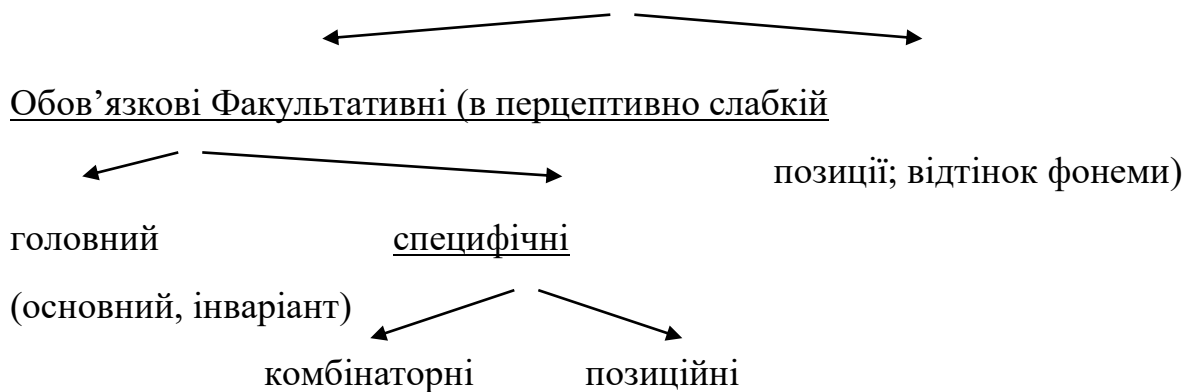 Обов’язкові Факультативні (в перцептивно слабкій
позиції; відтінок фонеми)
головний специфічні
(основний, інваріант)
комбінаторні позиційні